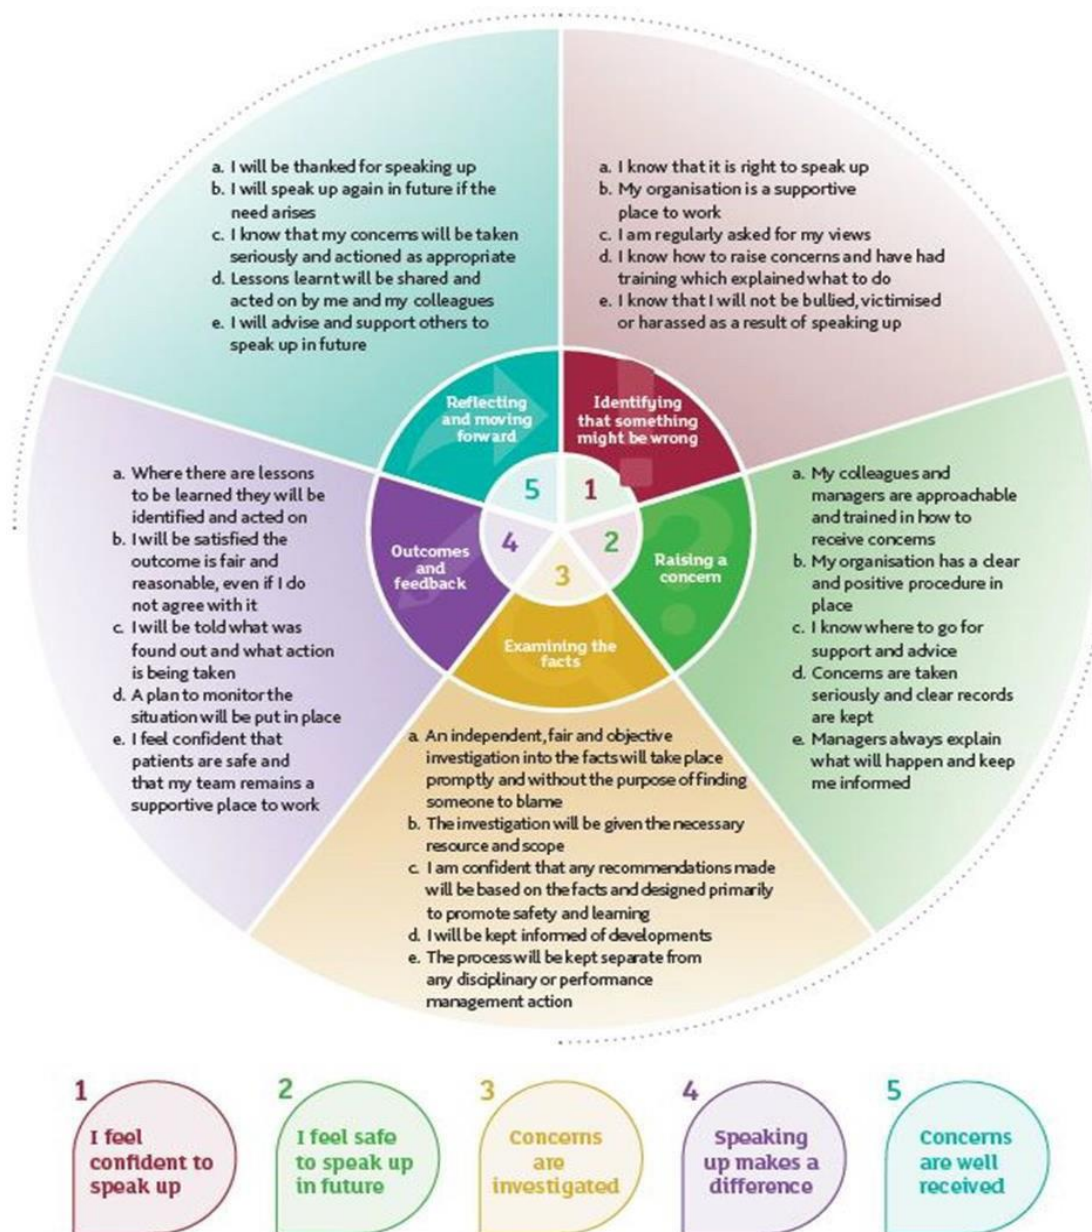 a. I will be thanked for speaking up
b. I will speak up again in future if the
need arises
c. I know that my concerns will be taken
seriously and actioned as appropriate
d. Lessons learnt will be shared and
acted on by me and my colleagues
e. I will advise and support others to
speak up in future
a. I know that it is right to speak up
b. My organisation is a supportive
place to work
c. I am regularly asked for my views
d. I know how to raise concerns and have had
training which explained what to do
e. I know that I will not be bullied, victimised
or harassed as a result of speaking up
Reflecting
and moving
forward
Identifying
that something
might be wrong
5
1
4
2
3
Outcomes
and
feedback
Raising a
concern
Examining the
facts
a. Where there are lessons
to be learned they will be
identified and acted on
b. I will be satisfied the
outcome is fair and
reasonable, even if I do
not agree with it
c. I will be told what was
found out and what action
is being taken
d. A plan to monitor the
situation will be put in place
e. I feel confident that
patients are safe and
that my team remains a
supportive place to work
a. My colleagues and
managers are approachable
and trained in how to
receive concerns
b. My organisation has a clear
and positive procedure in
place
c. I know where to go for
support and advice
d. Concerns are taken
seriously and clear records
are kept
e. Managers always explain
what will happen and keep
me informed
a. An independent, fair and objective
investigation into the facts will take place
promptly and without the purpose of finding
someone to blame
b. The investigation will be given the necessary
resource and scope
c. I am confident that any recommendations made
will be based on the facts and designed primarily
to promote safety and learning
d. I will be kept informed of developments
e. The process will be kept separate from
any disciplinary or performance
management action
1
I feel
confident to
speak up
2
I feel safe
to speak up
in future
3
Concerns
are
investigated
4
Speaking
up makes a
difference
5
Concerns
are well
received